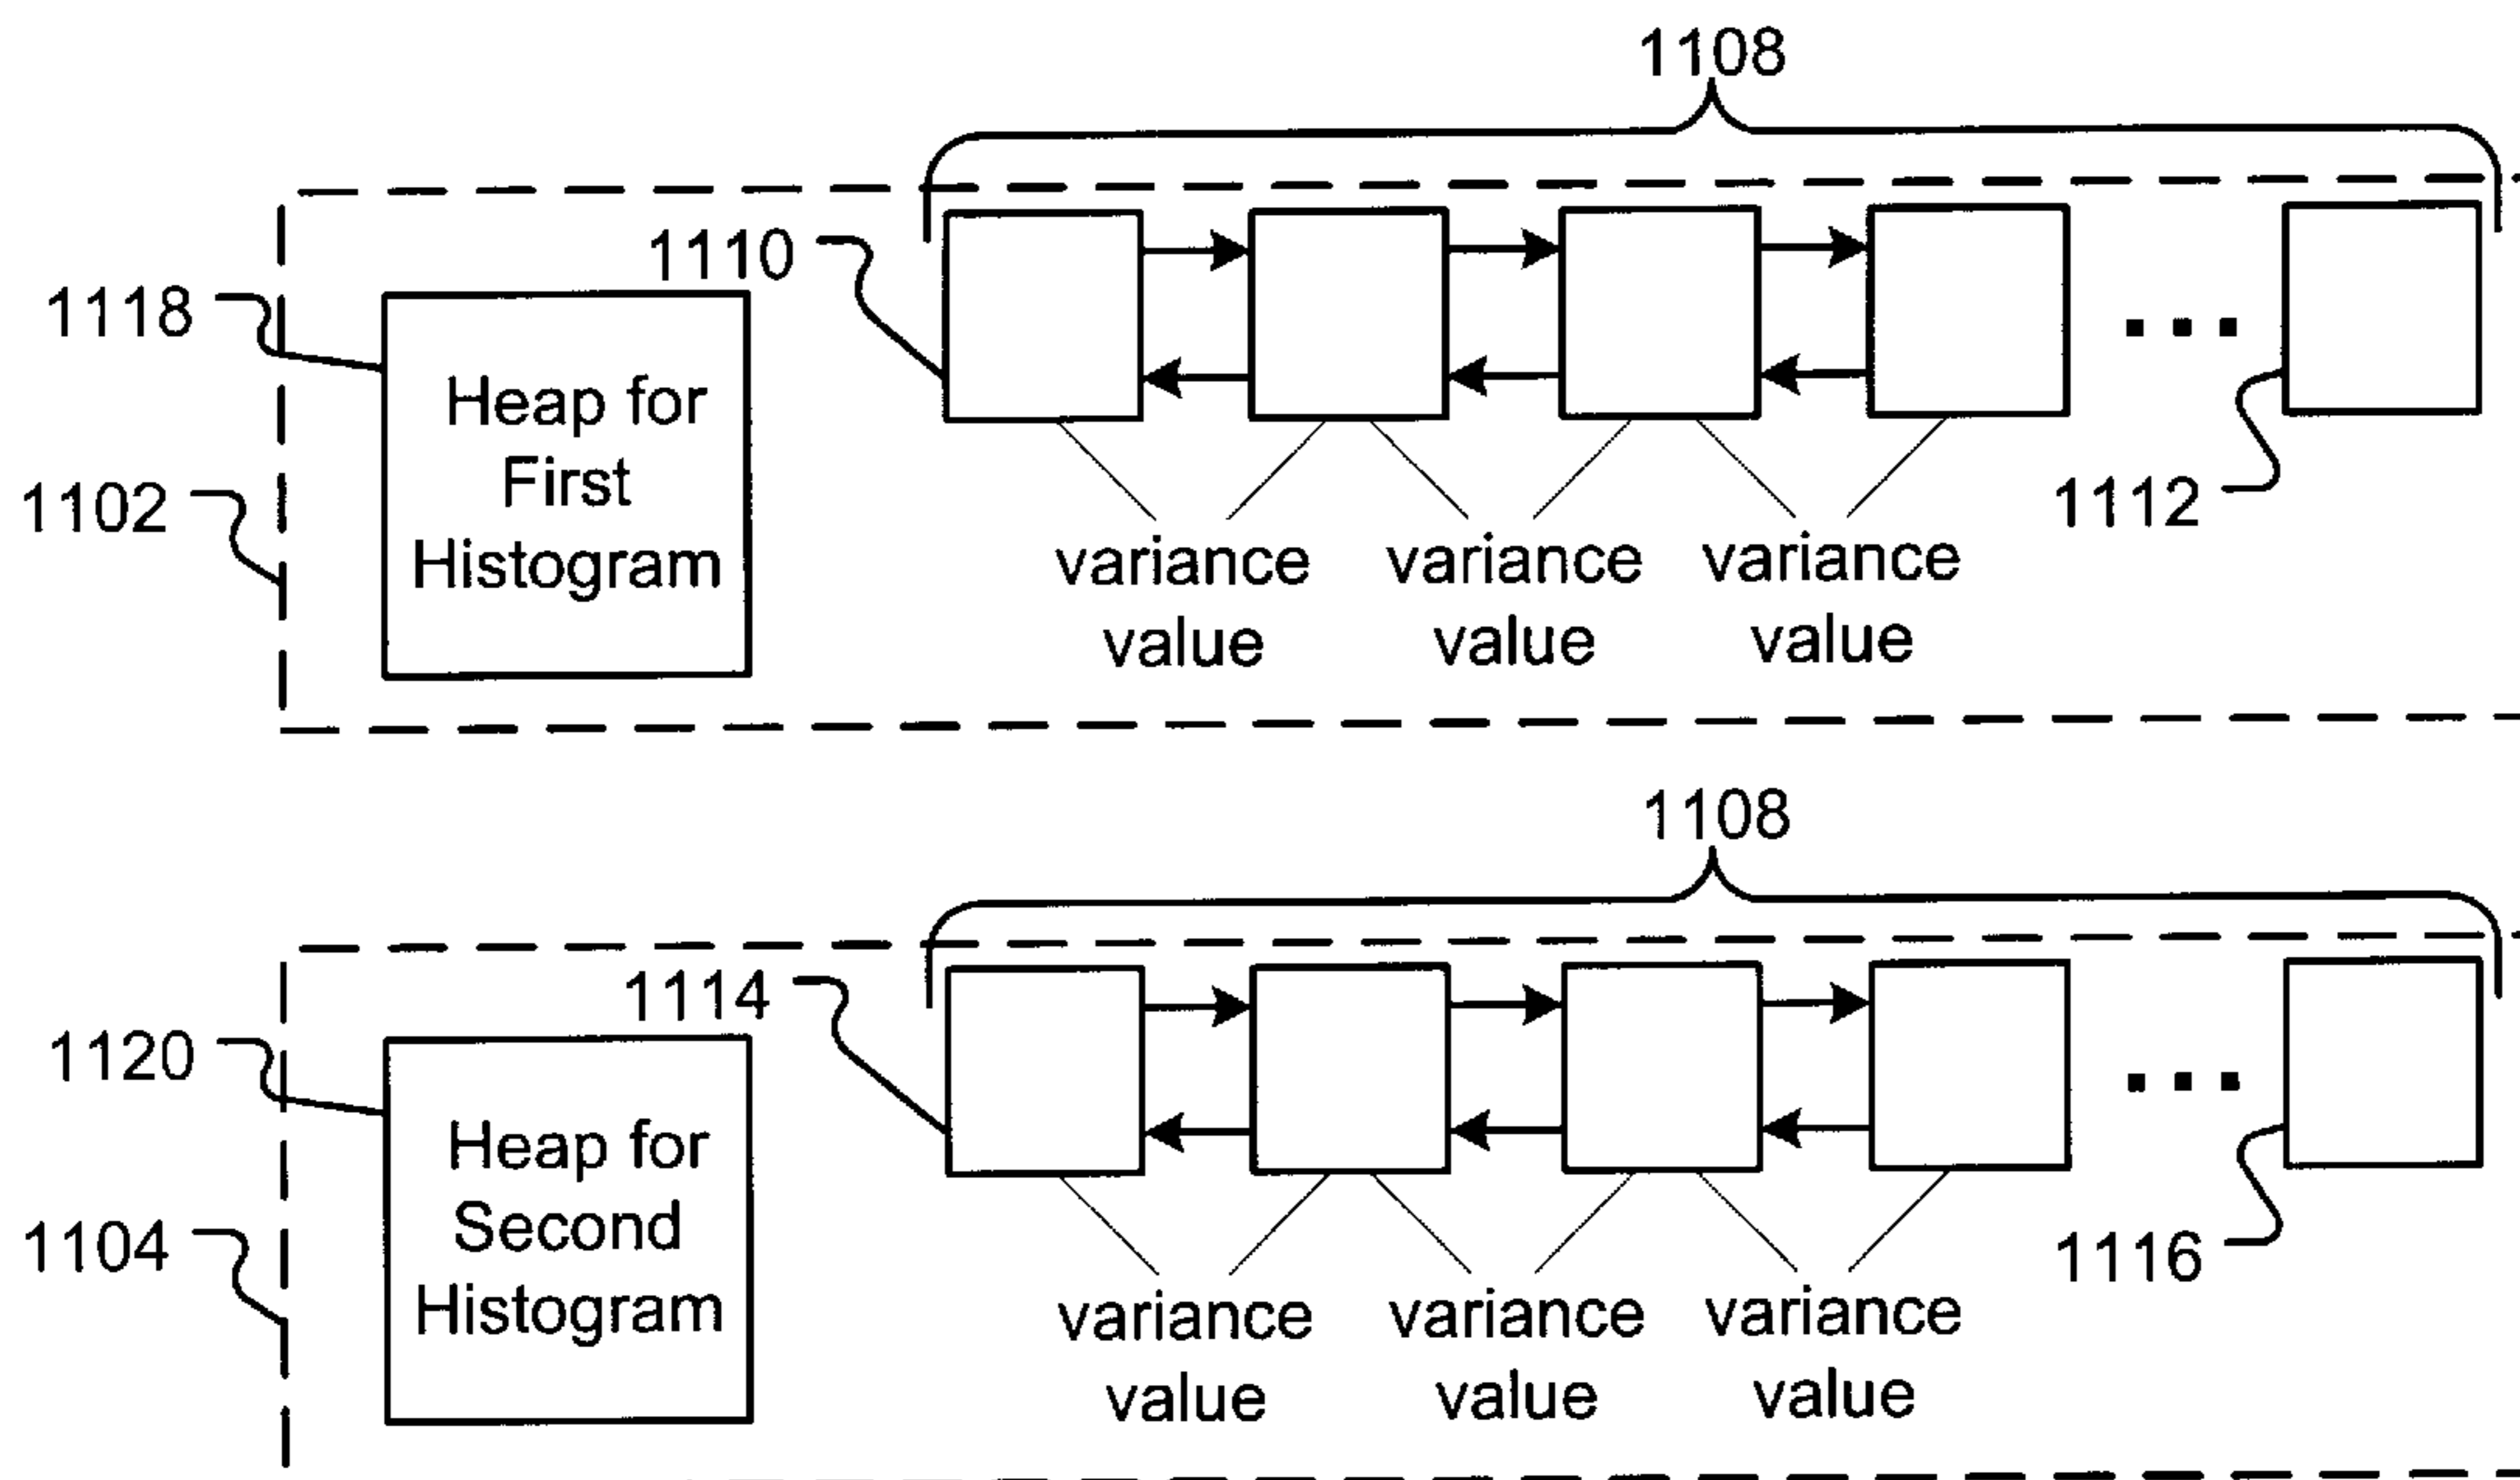 1108
1110
1118
Heap for
First
Histogram
1102
1112
variance variance variance
value value value
1108
1114
1120
Heap for
Second
Histogram
1104
1116
variance variance variance
value value value